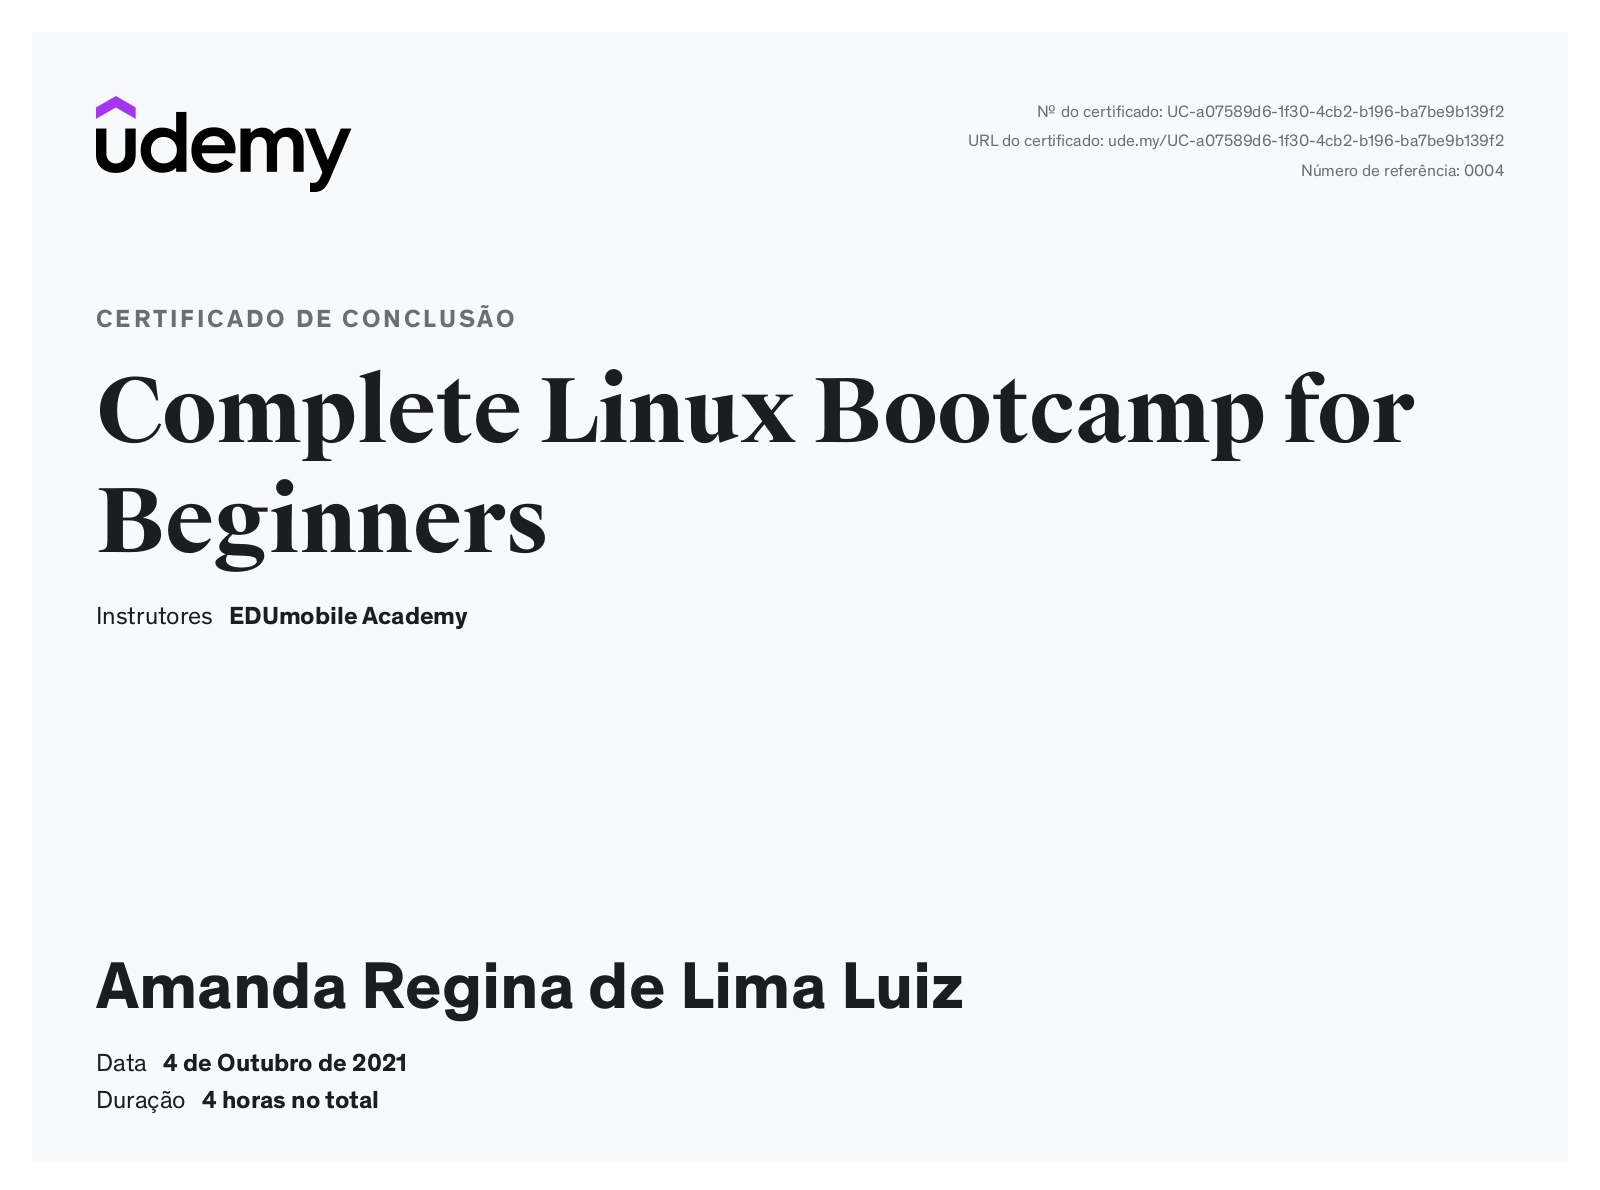 udemy
Nº do certificado: UC-a07589d6-1f30-4cb2-b196-ba7be9b139f2
URL do certificado: ude.my/UC-a07589d6-1f30-4cb2-b196-ba7be9b139f2
Número de referência: 0004
CERTIFICADO DE CONCLUSÃO
Complete Linux Bootcamp for
Beginners
Instrutores EDUmobile Academy
Amanda Regina de Lima Luiz
Data 4 de Outubro de 2021
Duração 4 horas no total